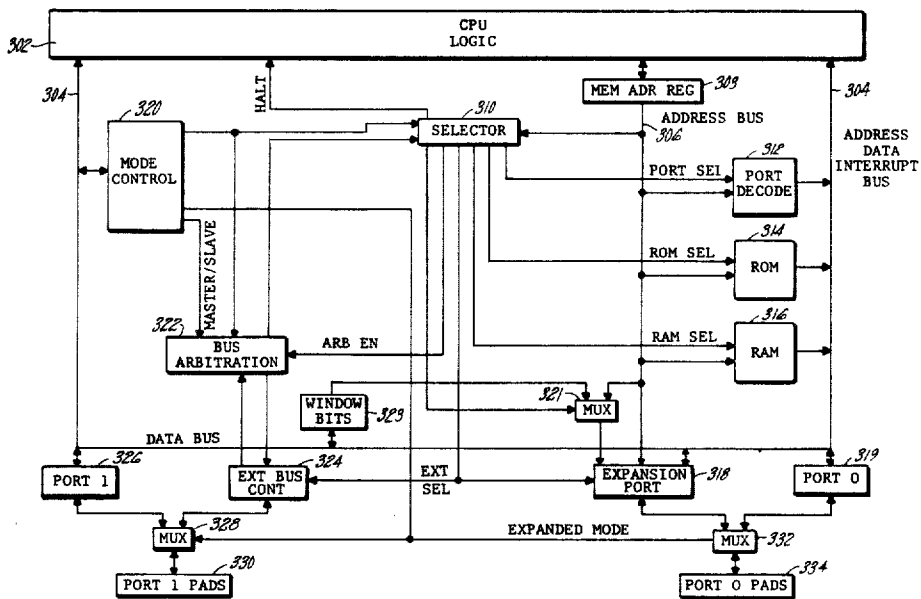 CPU
LOGIC
302
304
HALT
MEM ADR REG
303
304
320
310
SELECTOR
ADDRESS BUS
306
ADDRESS
DATA
INTERRUPT
BUS
MODE
CONTROL
PORT SEL
312
PORT
DECODE
MASTER/SLAVE
ROM SEL
314
ROM
322
BUS
ARBITRATION
ARB EN
RAM SEL
316
RAM
WINDOW
BITS
323
321
MUX
DATA BUS
326
PORT 1
324
EXT BUS
CONT
EXT
SEL
EXPANSION
PORT
318
319
PORT 0
MUX
328
EXPANDED MODE
MUX
332
330
PORT 1 PADS
334
PORT 0 PADS